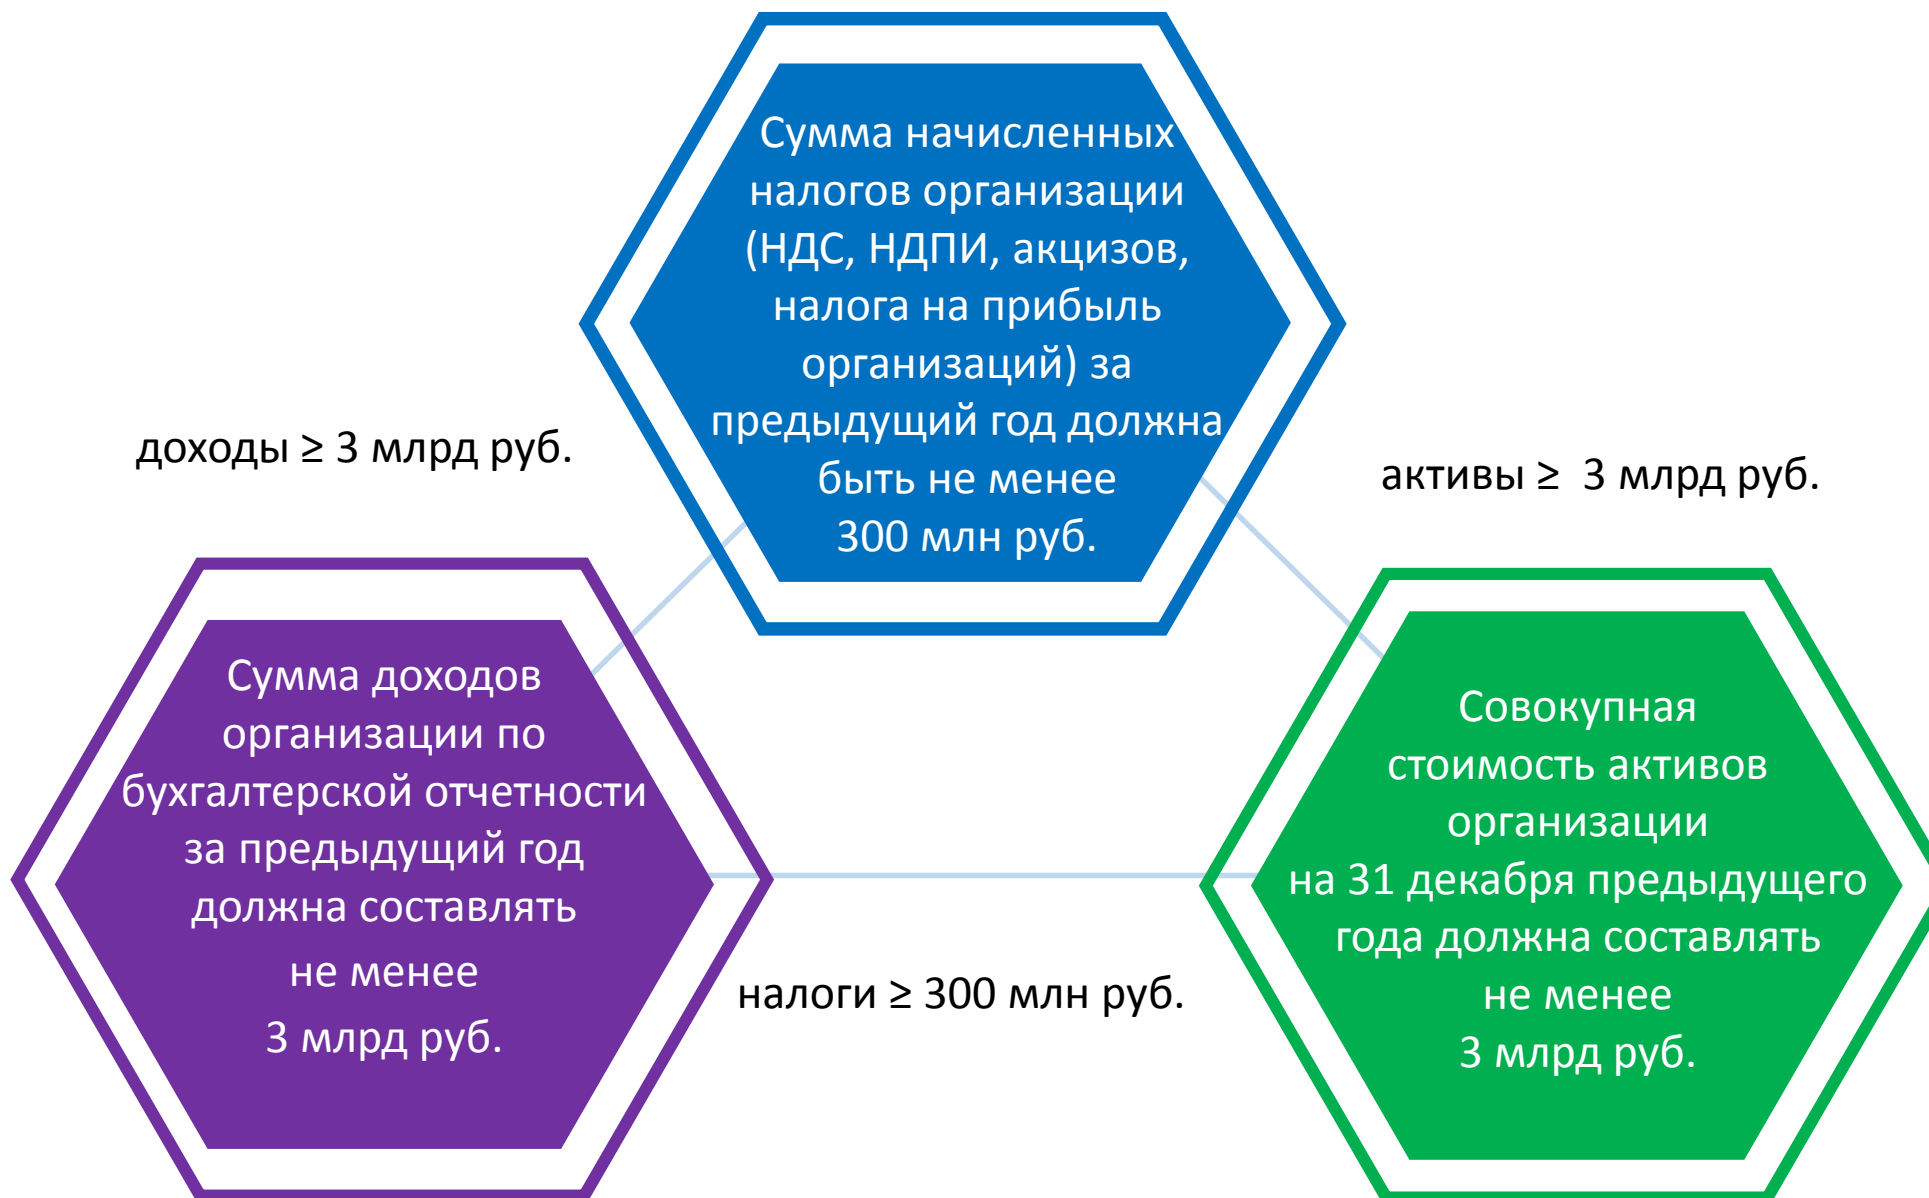 Сумма начисленных
налогов организации
(НДС, НДПИ, акцизов,
налога на прибыль
организаций) за
предыдущий год должна
быть не менее
300 млн руб.
доходы ≥ 3 млрд руб.
активы ≥ 3 млрд руб.
Сумма доходов
организации по
бухгалтерской отчетности
за предыдущий год
должна составлять
не менее
3 млрд руб.
налоги ≥ 300 млн руб.
Совокупная
стоимость активов
организации
на 31 декабря предыдущего
года должна составлять
не менее
3 млрд руб.